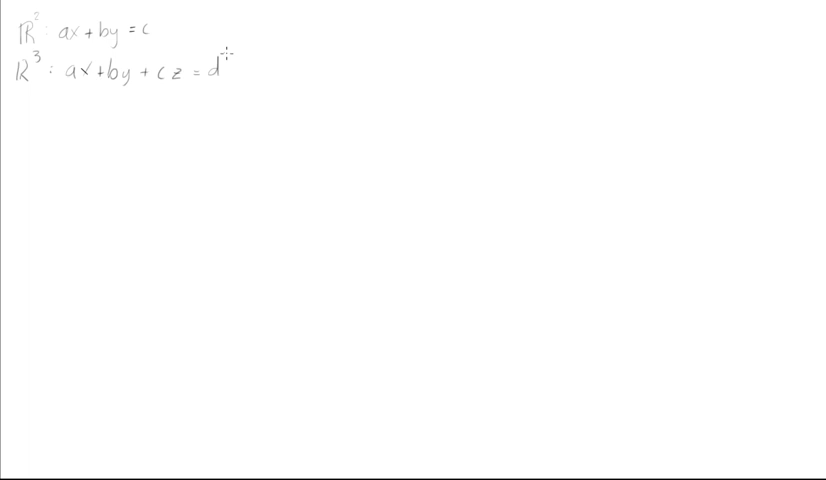 ℝ²: ax + by = c
ℝ³: ax + by + cz = d